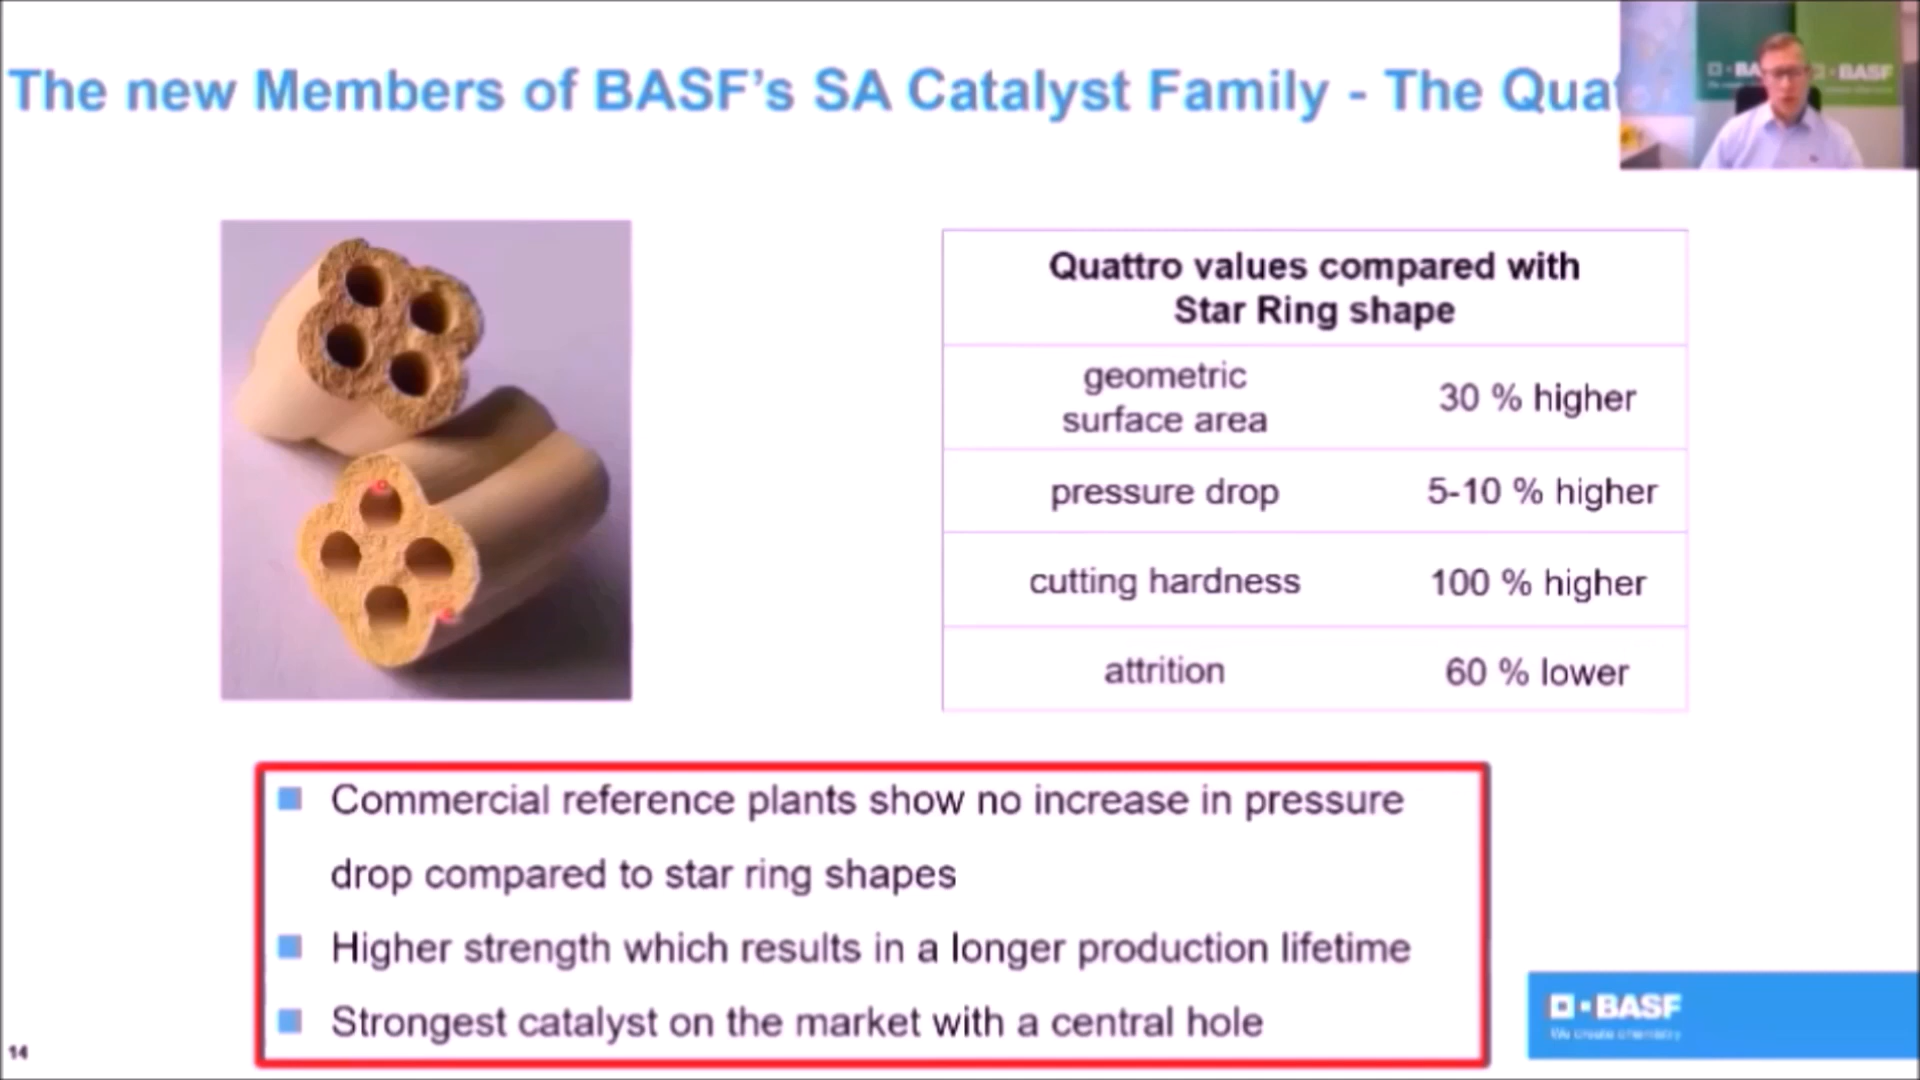 The new Members of BASF's SA Catalyst Family - The Quat
BASF
Quattro values compared with
Star Ring shape
geometric
surface area
30 % higher
pressure drop
5-10 % higher
cutting hardness
100 % higher
attrition
60 % lower
Commercial reference plants show no increase in pressure
drop compared to star ring shapes
Higher strength which results in a longer production lifetime
Strongest catalyst on the market with a central hole
BASF
We create chemistry
14